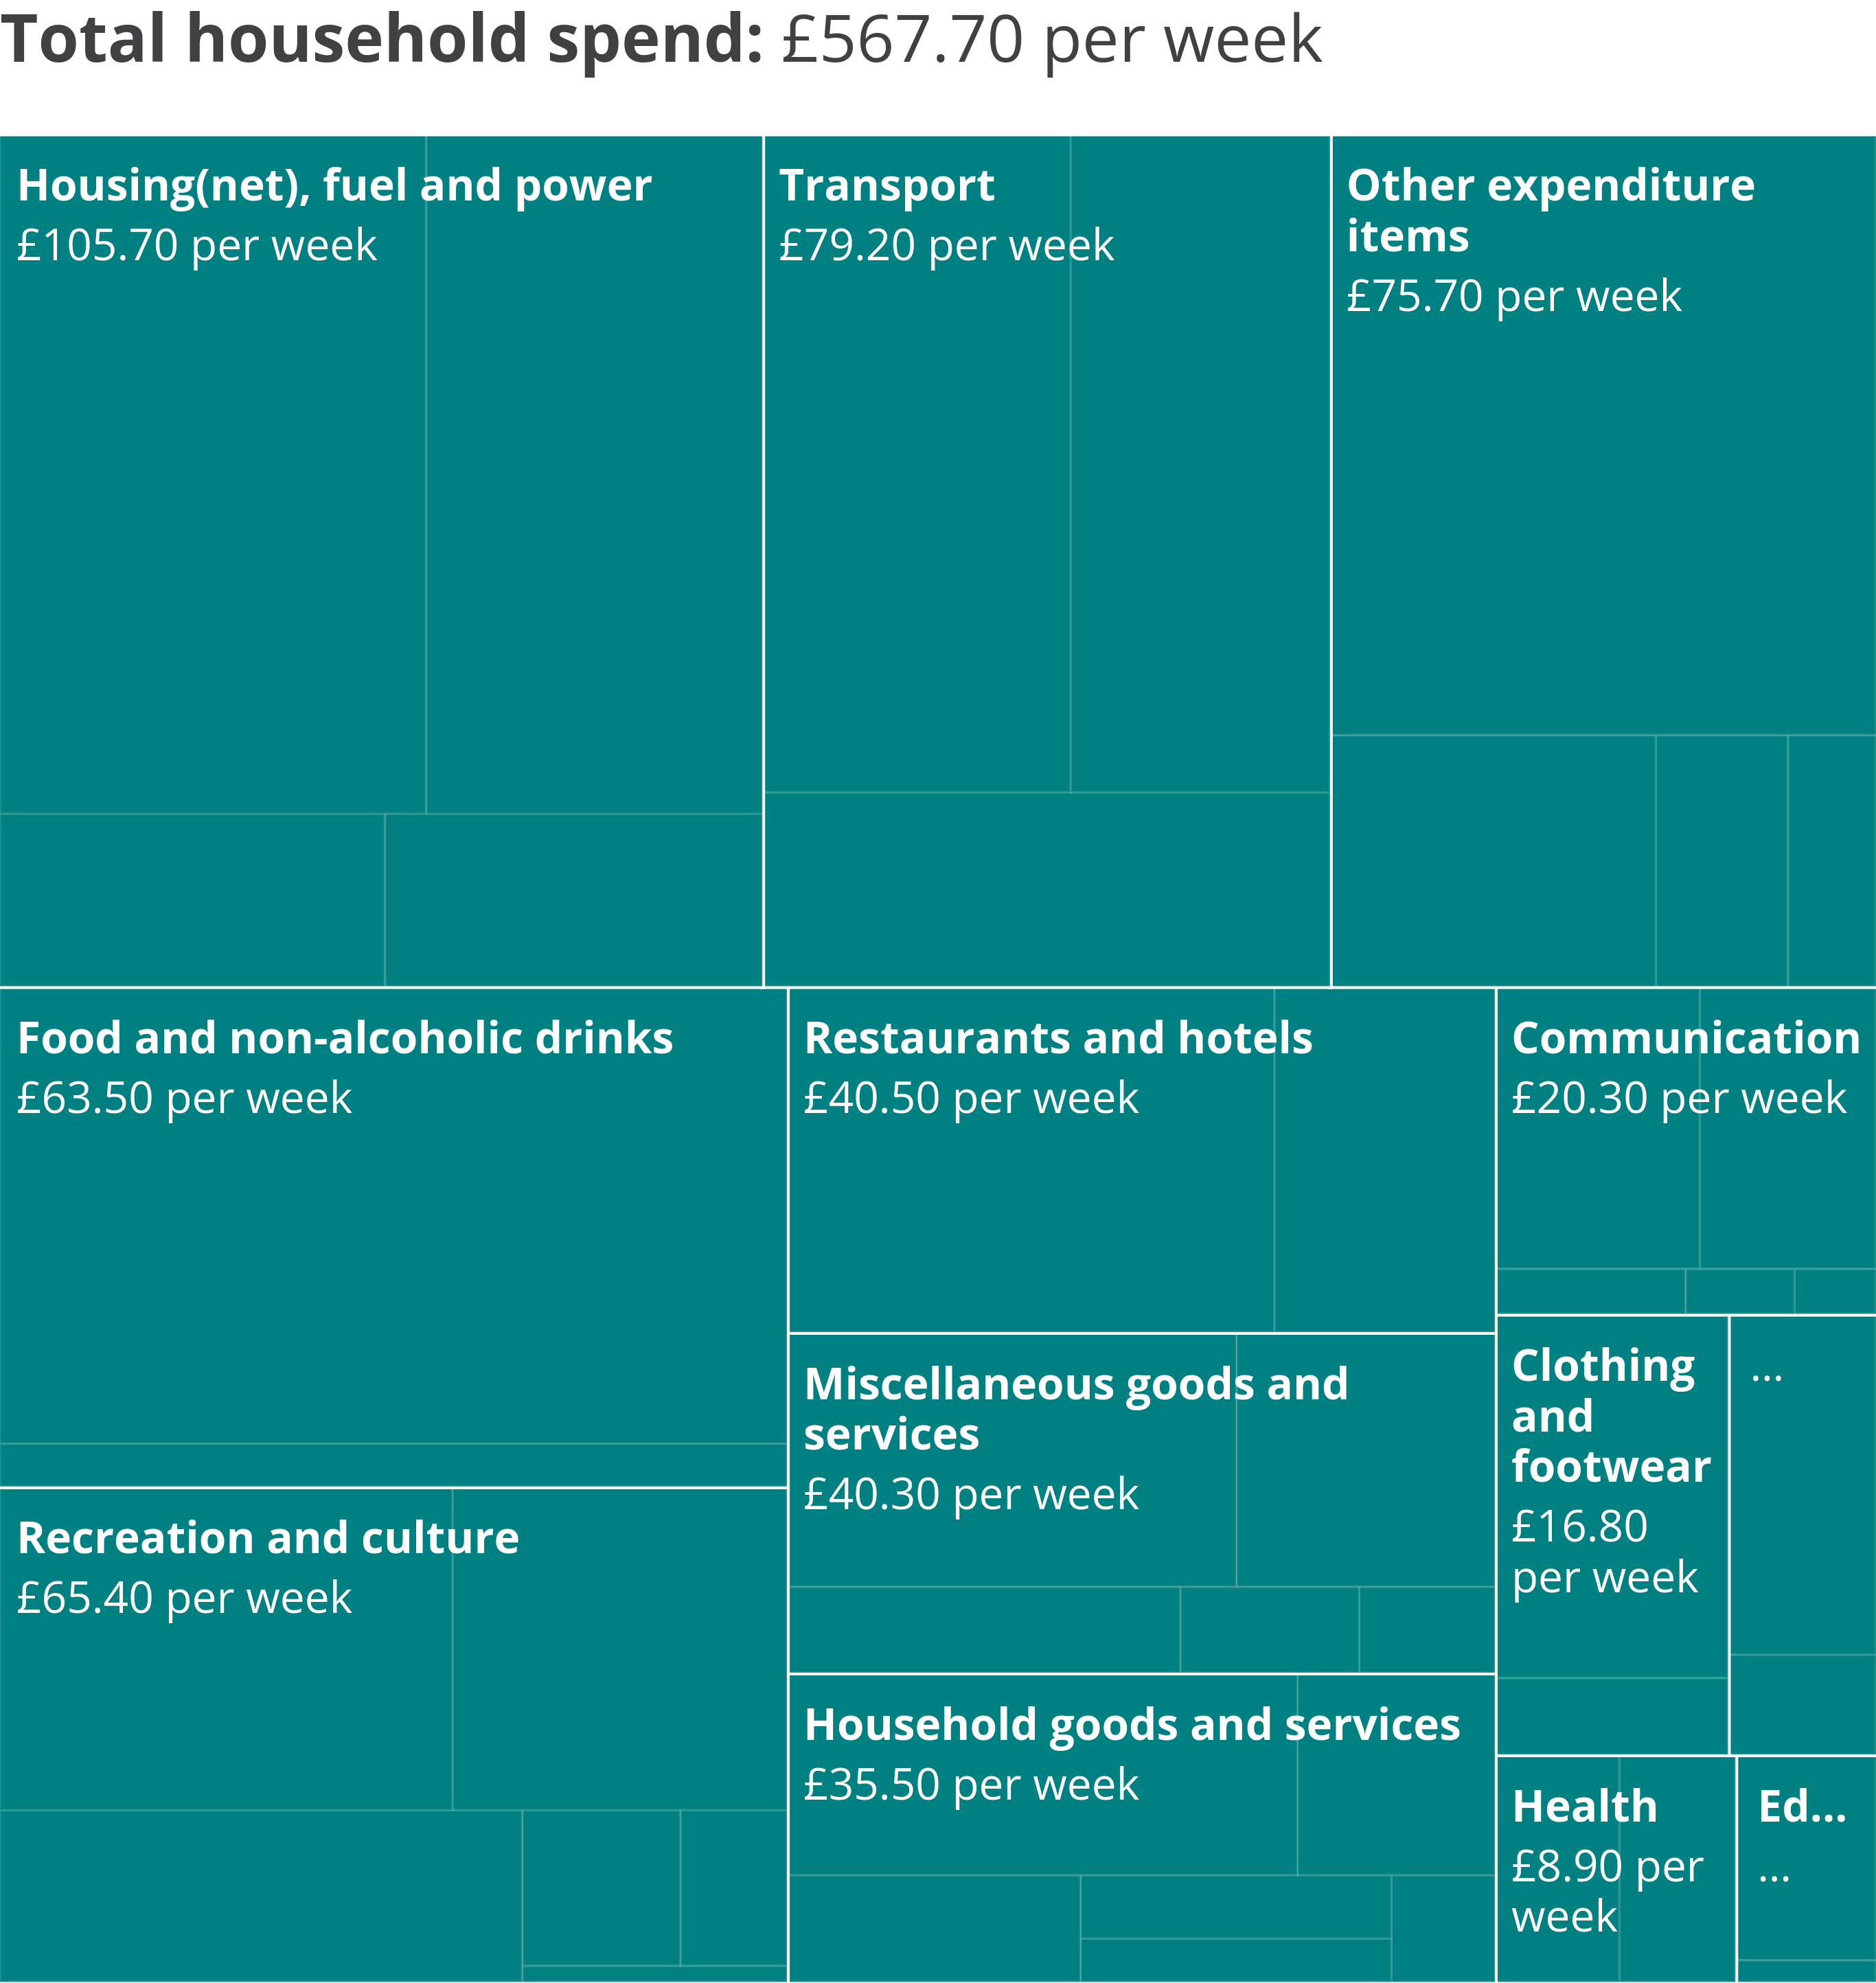 Total household spend: £567.70 per week
Housing(net), fuel and power
£105.70 per week
Transport
£79.20 per week
Other expenditure
items
£75.70 per week
Food and non-alcoholic drinks
£63.50 per week
Restaurants and hotels
£40.50 per week
Communication
£20.30 per week
Clothing
and
footwear
£16.80
per week
...
Miscellaneous goods and
services
£40.30 per week
Recreation and culture
£65.40 per week
Household goods and services
£35.50 per week
Health
£8.90 per
week
Ed...
...